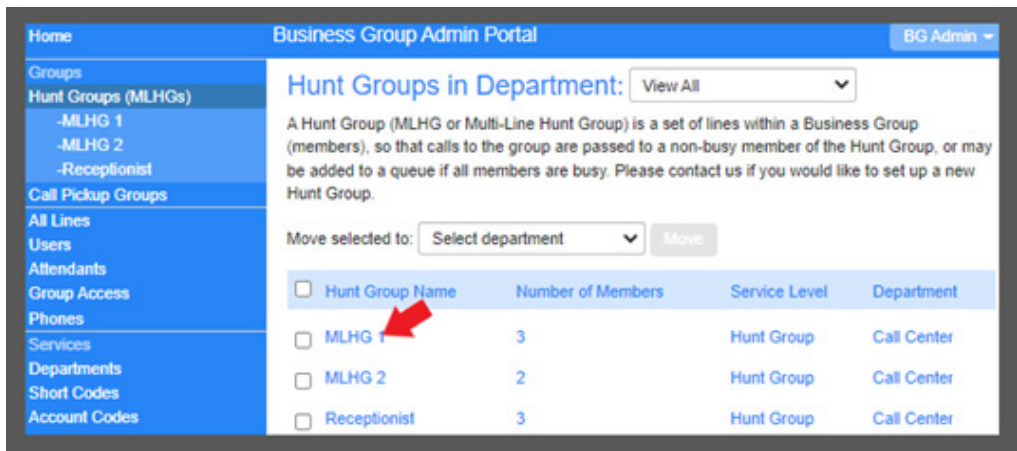 Home
Business Group Admin Portal
BG Admin
Groups
Hunt Groups (MLHGs)
-MLHG 1
-MLHG 2
-Receptionist
Call Pickup Groups
All Lines
Users
Attendants
Group Access
Phones
Services
Departments
Short Codes
Account Codes
Hunt Groups in Department: View All
A Hunt Group (MLHG or Multi-Line Hunt Group) is a set of lines within a Business Group
(members), so that calls to the group are passed to a non-busy member of the Hunt Group, or may
be added to a queue if all members are busy. Please contact us if you would like to set up a new
Hunt Group.
Move selected to: Select department Move
Hunt Group Name Number of Members Service Level Department
MLHG 1 3 Hunt Group Call Center
MLHG 2 2 Hunt Group Call Center
Receptionist 3 Hunt Group Call Center